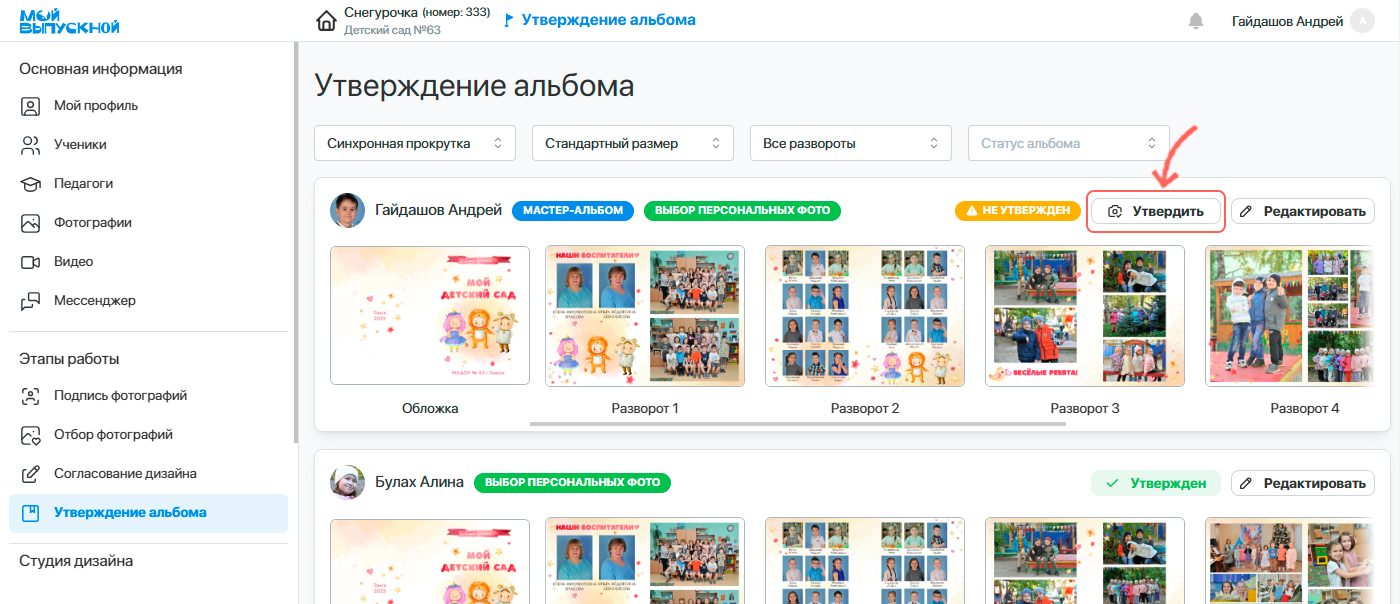 МОЙ
ВЫПУСКНОЙ
Снегурочка (номер: 333)
Детский сад №63
Утверждение альбома
Гайдашов Андрей
А
Основная информация
Мой профиль
Ученики
Педагоги
Фотографии
Видео
Мессенджер
Этапы работы
Подпись фотографий
Отбор фотографий
Согласование дизайна
Утверждение альбома
Студия дизайна
Утверждение альбома
Синхронная прокрутка
Стандартный размер
Все развороты
Статус альбома
Гайдашов Андрей
МАСТЕР-АЛЬБОМ
ВЫБОР ПЕРСОНАЛЬНЫХ ФОТО
НЕ УТВЕРЖДЕН
Утвердить
Редактировать
МОЙ
ДЕТСКИЙ САД
Томск
2025
НАШИ ВОСПИТАТЕЛИ
ВЕСЁЛЫЕ РЕБЯТА!
Обложка
Разворот 1
Разворот 2
Разворот 3
Разворот 4
Булах Алина
ВЫБОР ПЕРСОНАЛЬНЫХ ФОТО
Утвержден
Редактировать
МОЙ
ДЕТСКИЙ САД
Томск
2025
НАШИ ВОСПИТАТЕЛИ